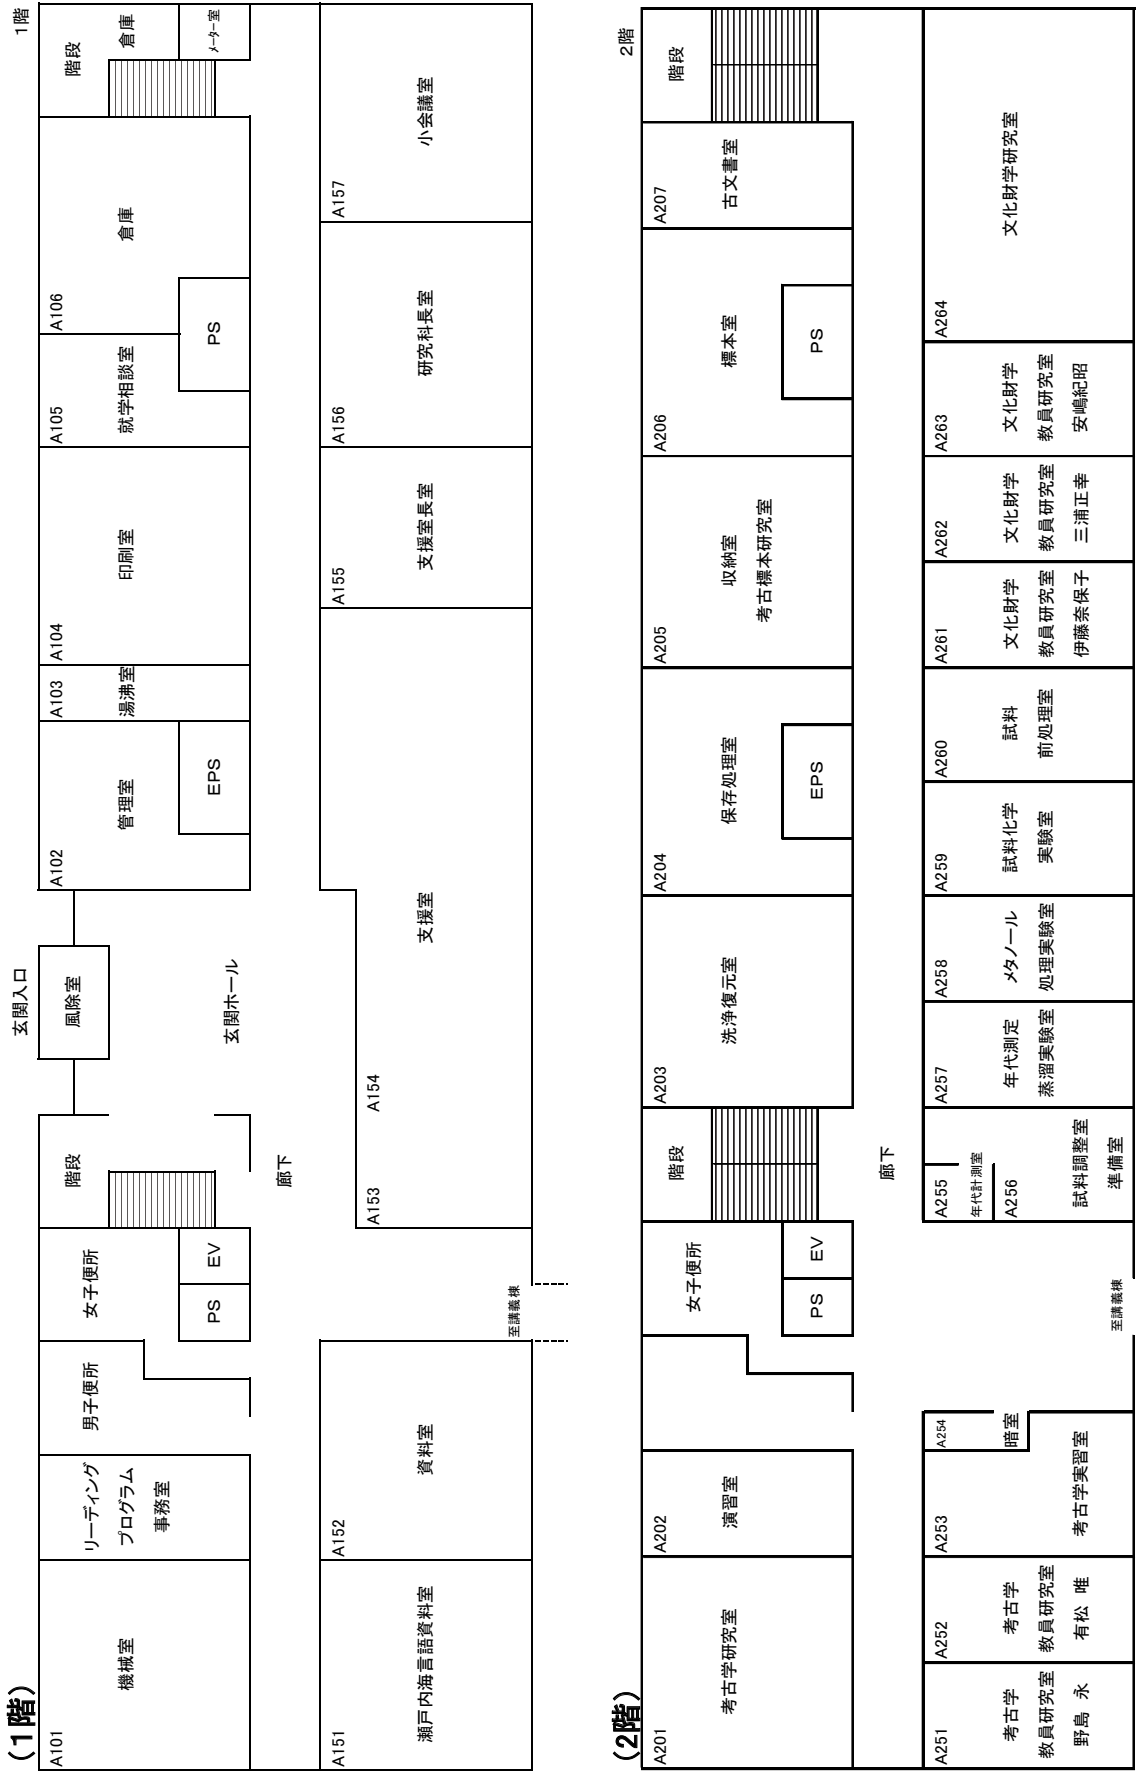 (1階)
1階
玄関入口
A101
機械室
リーディング
プログラム
事務室
男子便所
女子便所
PS
EV
階段
風除室
玄関ホール
A102
管理室
EPS
A103
湯沸室
A104
印刷室
A105
就学相談室
PS
A106
倉庫
階段
倉庫
メーター室
廊下
A151
瀬戸内海言語資料室
A152
資料室
至講義棟
A153
A154
支援室
A155
支援室長室
A156
研究科長室
A157
小会議室
(2階)
2階
A201
考古学研究室
A202
演習室
女子便所
PS
EV
階段
A203
洗浄復元室
A204
保存処理室
EPS
A205
収納室
考古標本研究室
A206
標本室
PS
A207
古文書室
階段
廊下
A251
考古学
教員研究室
野島 永
A252
考古学
教員研究室
有松 唯
A253
考古学実習室
A254
暗室
至講義棟
A255
年代計測室
A256
試料調整室
準備室
A257
年代測定
蒸溜実験室
A258
メタノール
処理実験室
A259
試料化学
実験室
A260
試料
前処理室
A261
文化財学
教員研究室
伊藤奈保子
A262
文化財学
教員研究室
三浦正幸
A263
文化財学
教員研究室
安嶋紀昭
A264
文化財学研究室